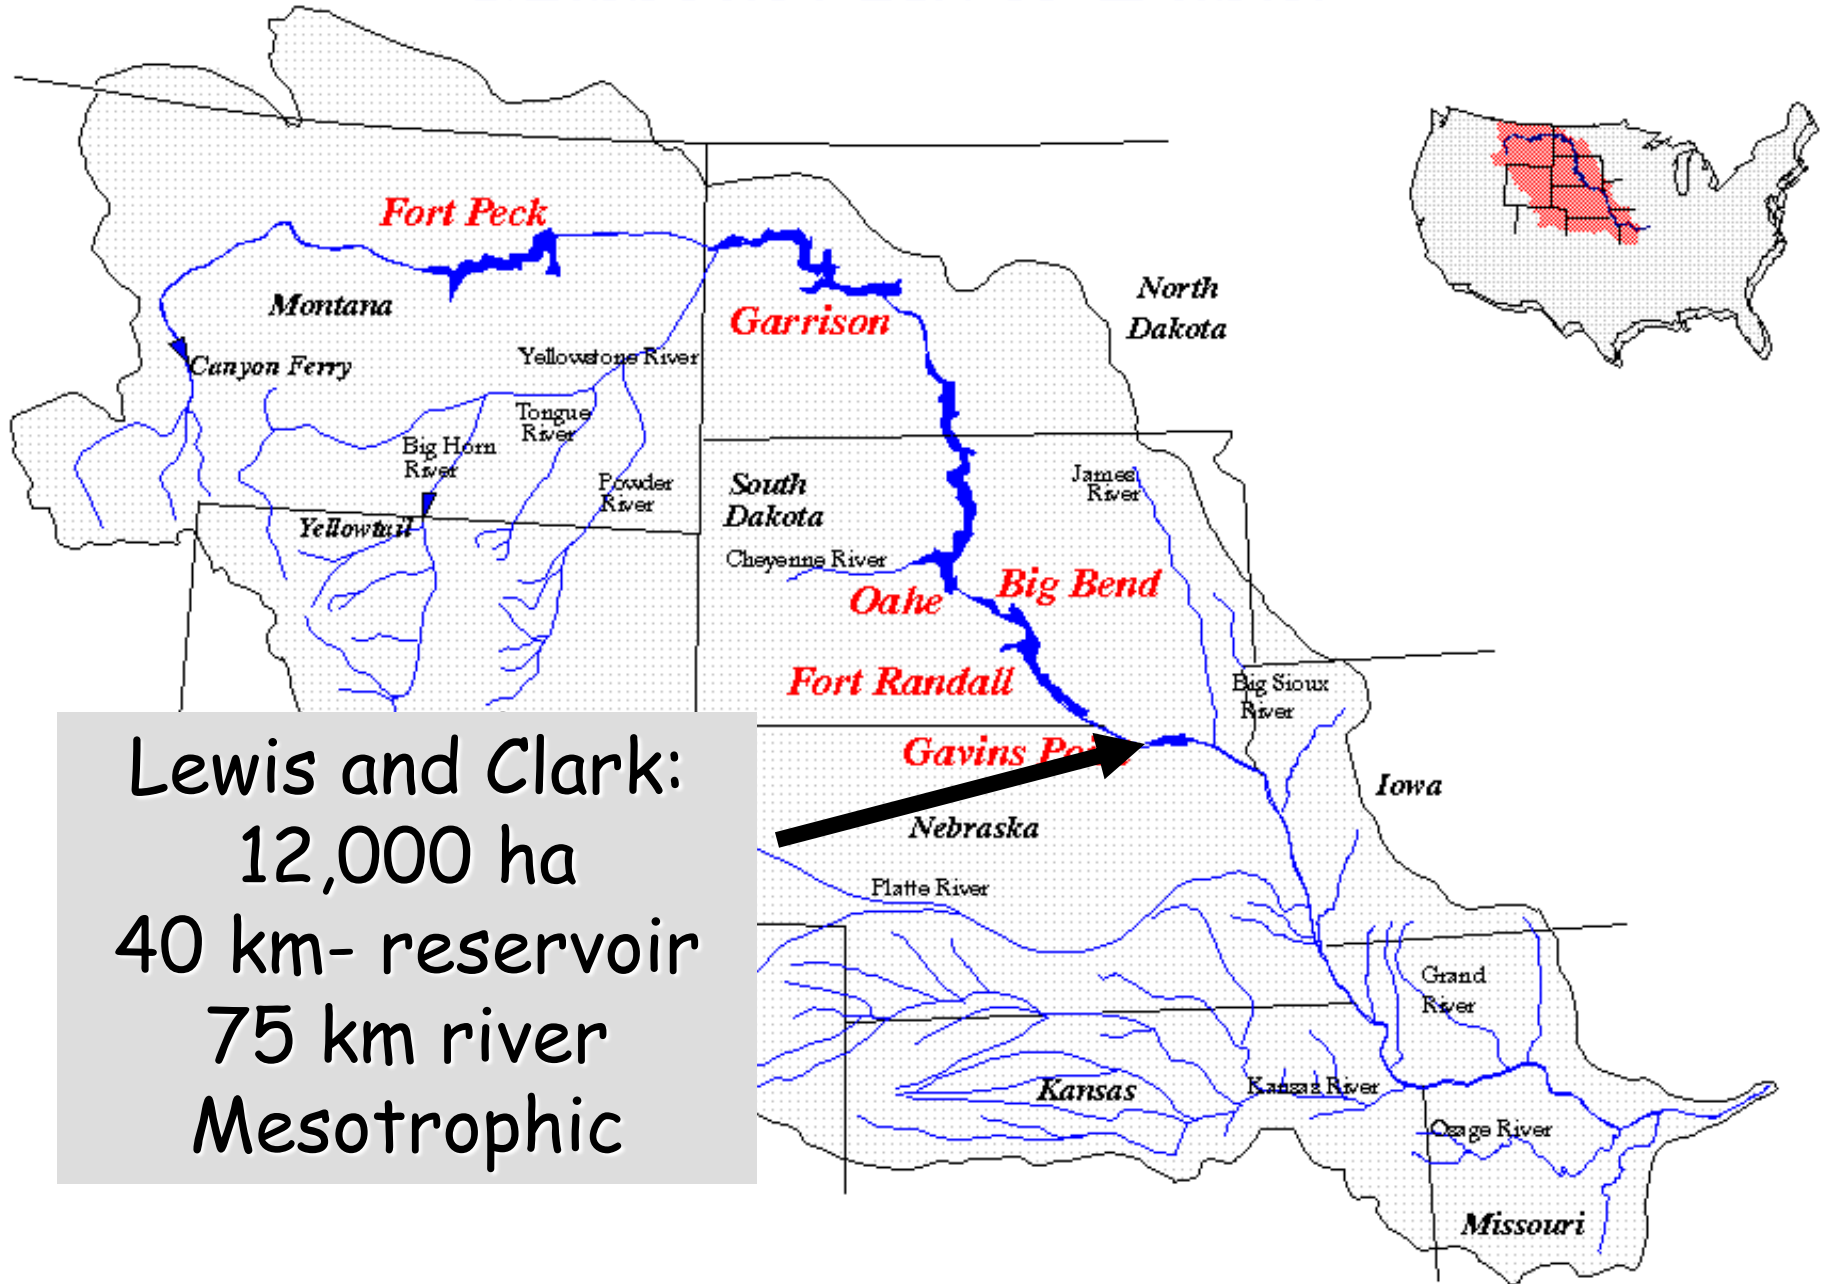 Fort Peck
Montana
Garrison
North
Dakota
Canyon Ferry
Yellowstone River
Tongue
River
Big Horn
River
Powder
River
Yellowtail
South
Dakota
James
River
Cheyenne River
Oahe
Big Bend
Fort Randall
Big Sioux
River
Gavins
Iowa
Nebraska
Lewis and Clark:
12,000 ha
40 km- reservoir
75 km river
Mesotrophic
Platte River
Grand
River
Kansas
Kansas River
Osage River
Missouri